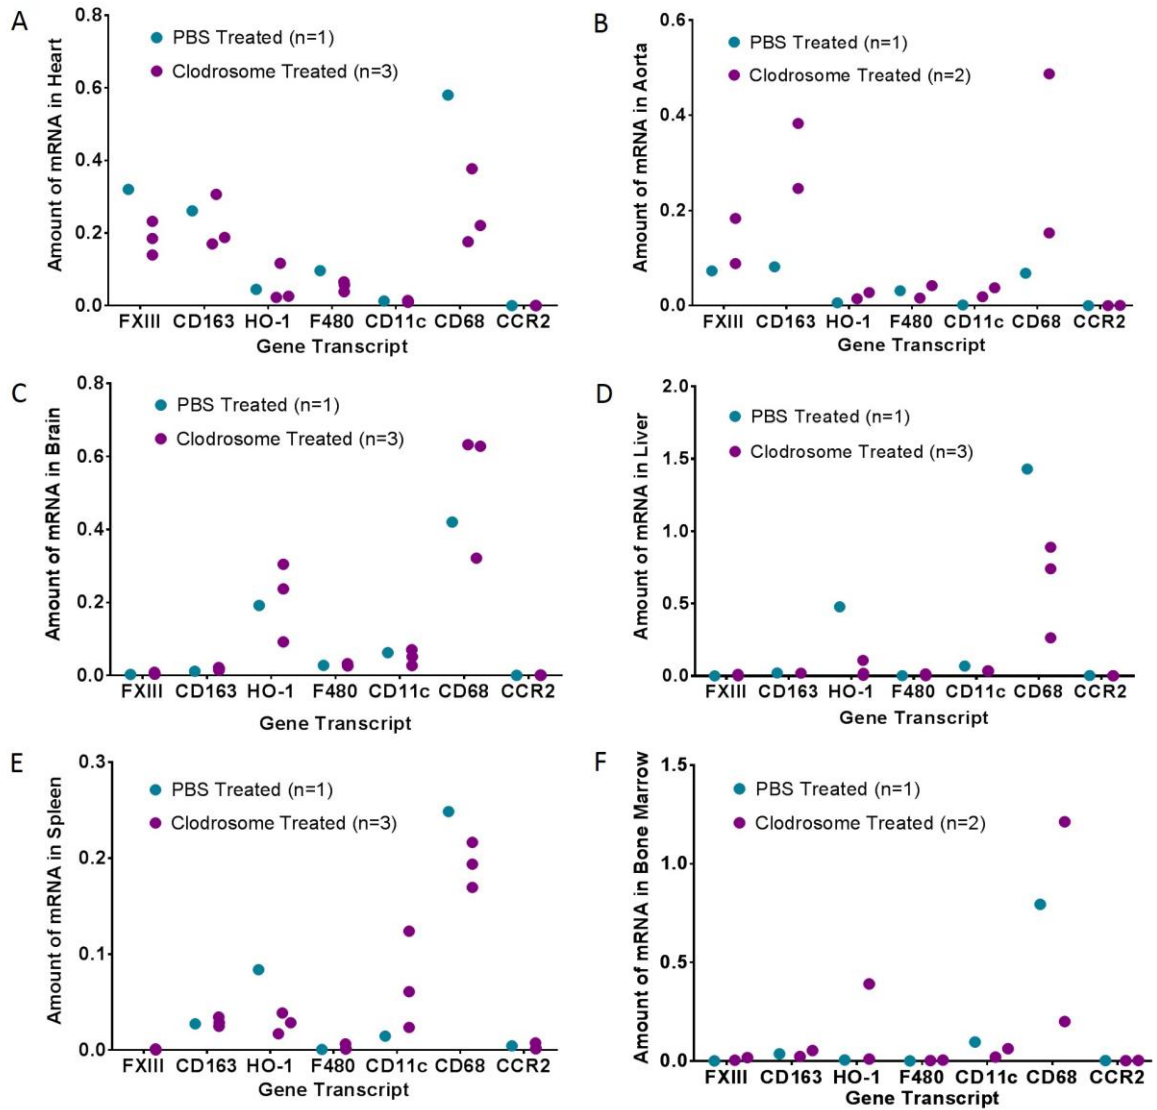 A
Amount of mRNA in Heart
0.8
0.6
0.4
0.2
0.0
PBS Treated (n=1)
Clodrosome Treated (n=3)
FXIII CD163 HO-1 F480 CD11c CD68 CCR2
Gene Transcript
B
Amount of mRNA in Aorta
0.6
0.4
0.2
0.0
PBS Treated (n=1)
Clodrosome Treated (n=2)
FXIII CD163 HO-1 F480 CD11c CD68 CCR2
Gene Transcript
C
Amount of mRNA in Brain
0.8
0.6
0.4
0.2
0.0
PBS Treated (n=1)
Clodrosome Treated (n=3)
FXIII CD163 HO-1 F480 CD11c CD68 CCR2
Gene Transcript
D
Amount of mRNA in Liver
2.0
1.5
1.0
0.5
0.0
PBS Treated (n=1)
Clodrosome Treated (n=3)
FXIII CD163 HO-1 F480 CD11c CD68 CCR2
Gene Transcript
E
Amount of mRNA in Spleen
0.3
0.2
0.1
0.0
PBS Treated (n=1)
Clodrosome Treated (n=3)
FXIII CD163 HO-1 F480 CD11c CD68 CCR2
Gene Transcript
F
Amount of mRNA in Bone Marrow
1.5
1.0
0.5
0.0
PBS Treated (n=1)
Clodrosome Treated (n=2)
FXIII CD163 HO-1 F480 CD11c CD68 CCR2
Gene Transcript